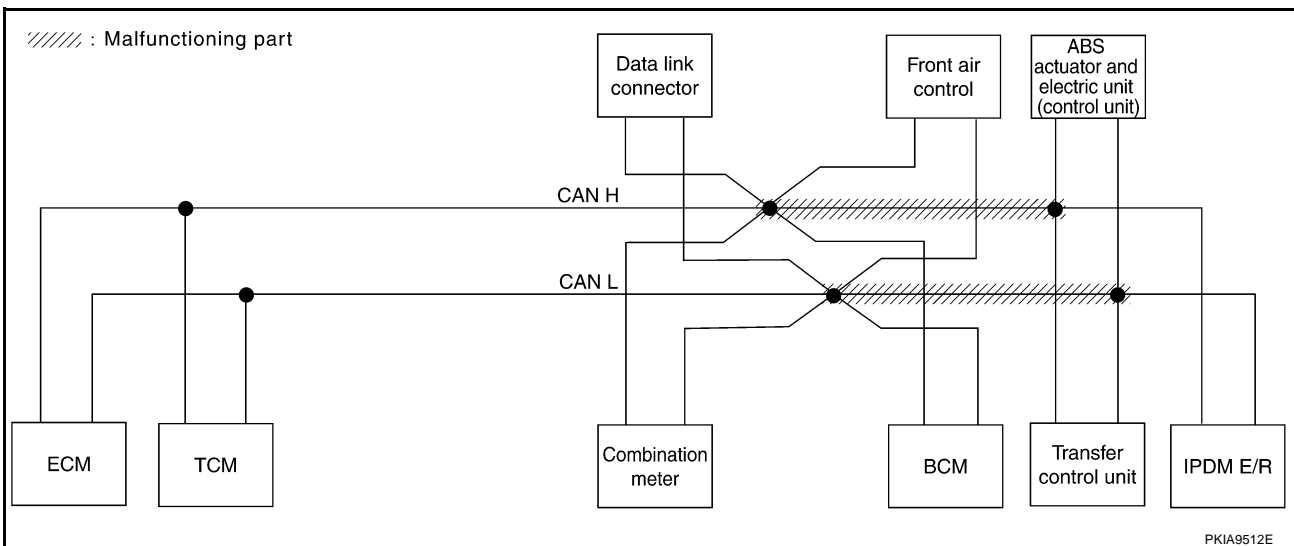 : Malfunctioning part
Data link
connector
Front air
control
ABS
actuator and
electric unit
(control unit)
CAN H
CAN L
ECM
TCM
Combination
meter
BCM
Transfer
control unit
IPDM E/R
PKIA9512E